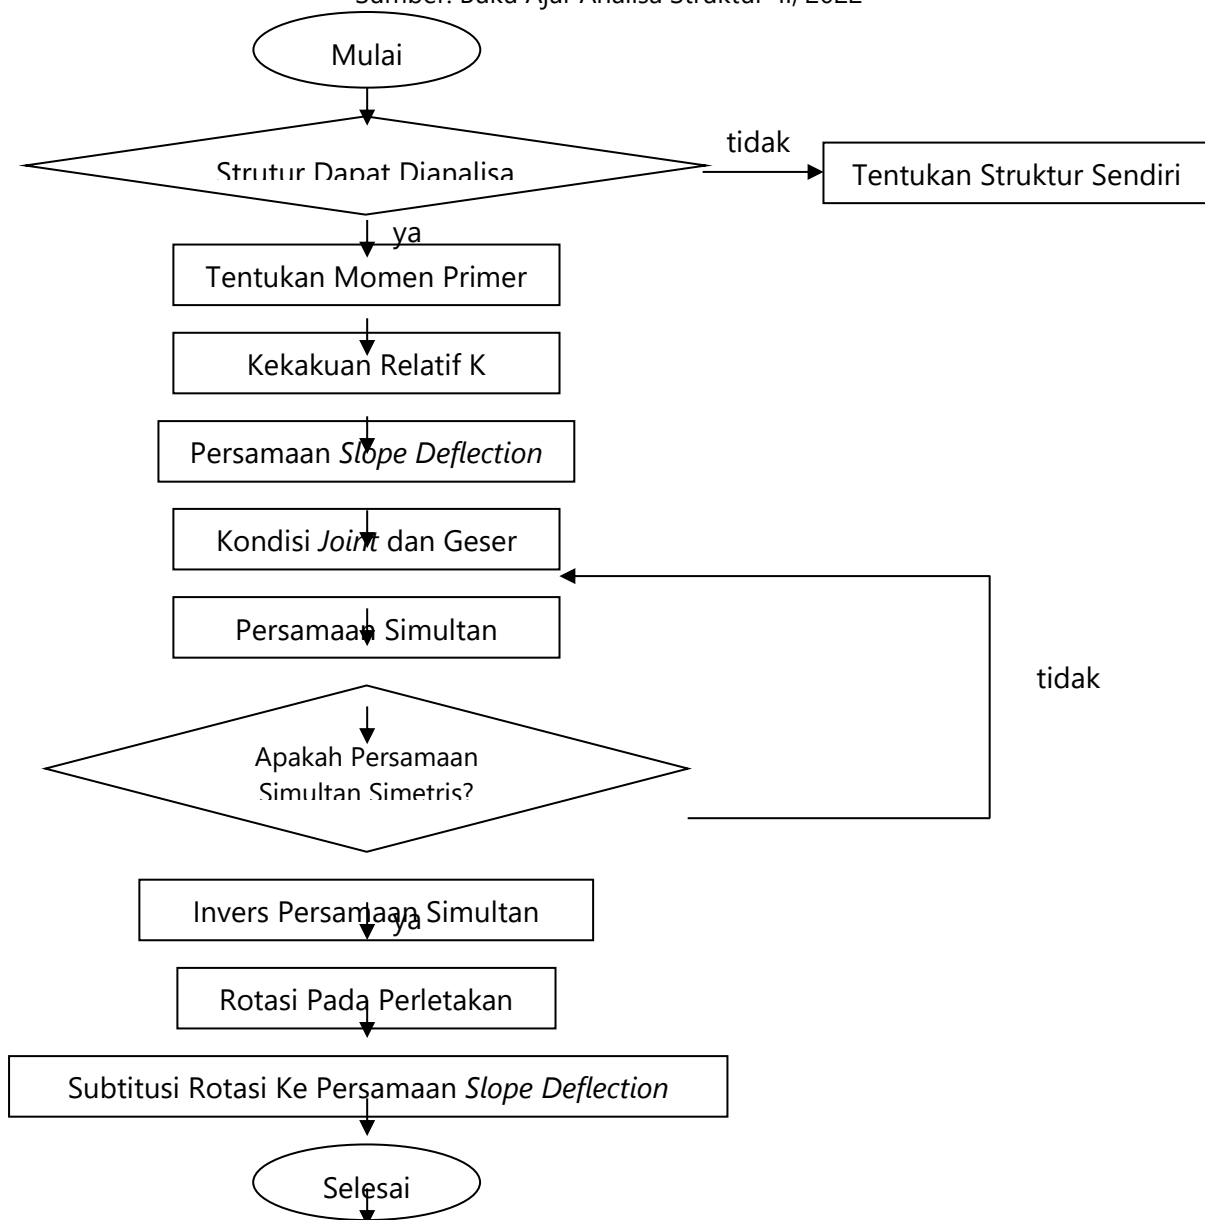 Sumber: Buku Ajar Analisa Struktur II, 2022
Mulai
tidak
Strutur Dapat Dianalisa
Tentukan Struktur Sendiri
ya
Tentukan Momen Primer
Kekakuan Relatif K
Persamaan Slope Deflection
Kondisi Joint dan Geser
Persamaan Simultan
tidak
Apakah Persamaan
Simultan Simetris?
Invers Persamaan Simultan
ya
Rotasi Pada Perletakan
Subtitusi Rotasi Ke Persamaan Slope Deflection
Selesai